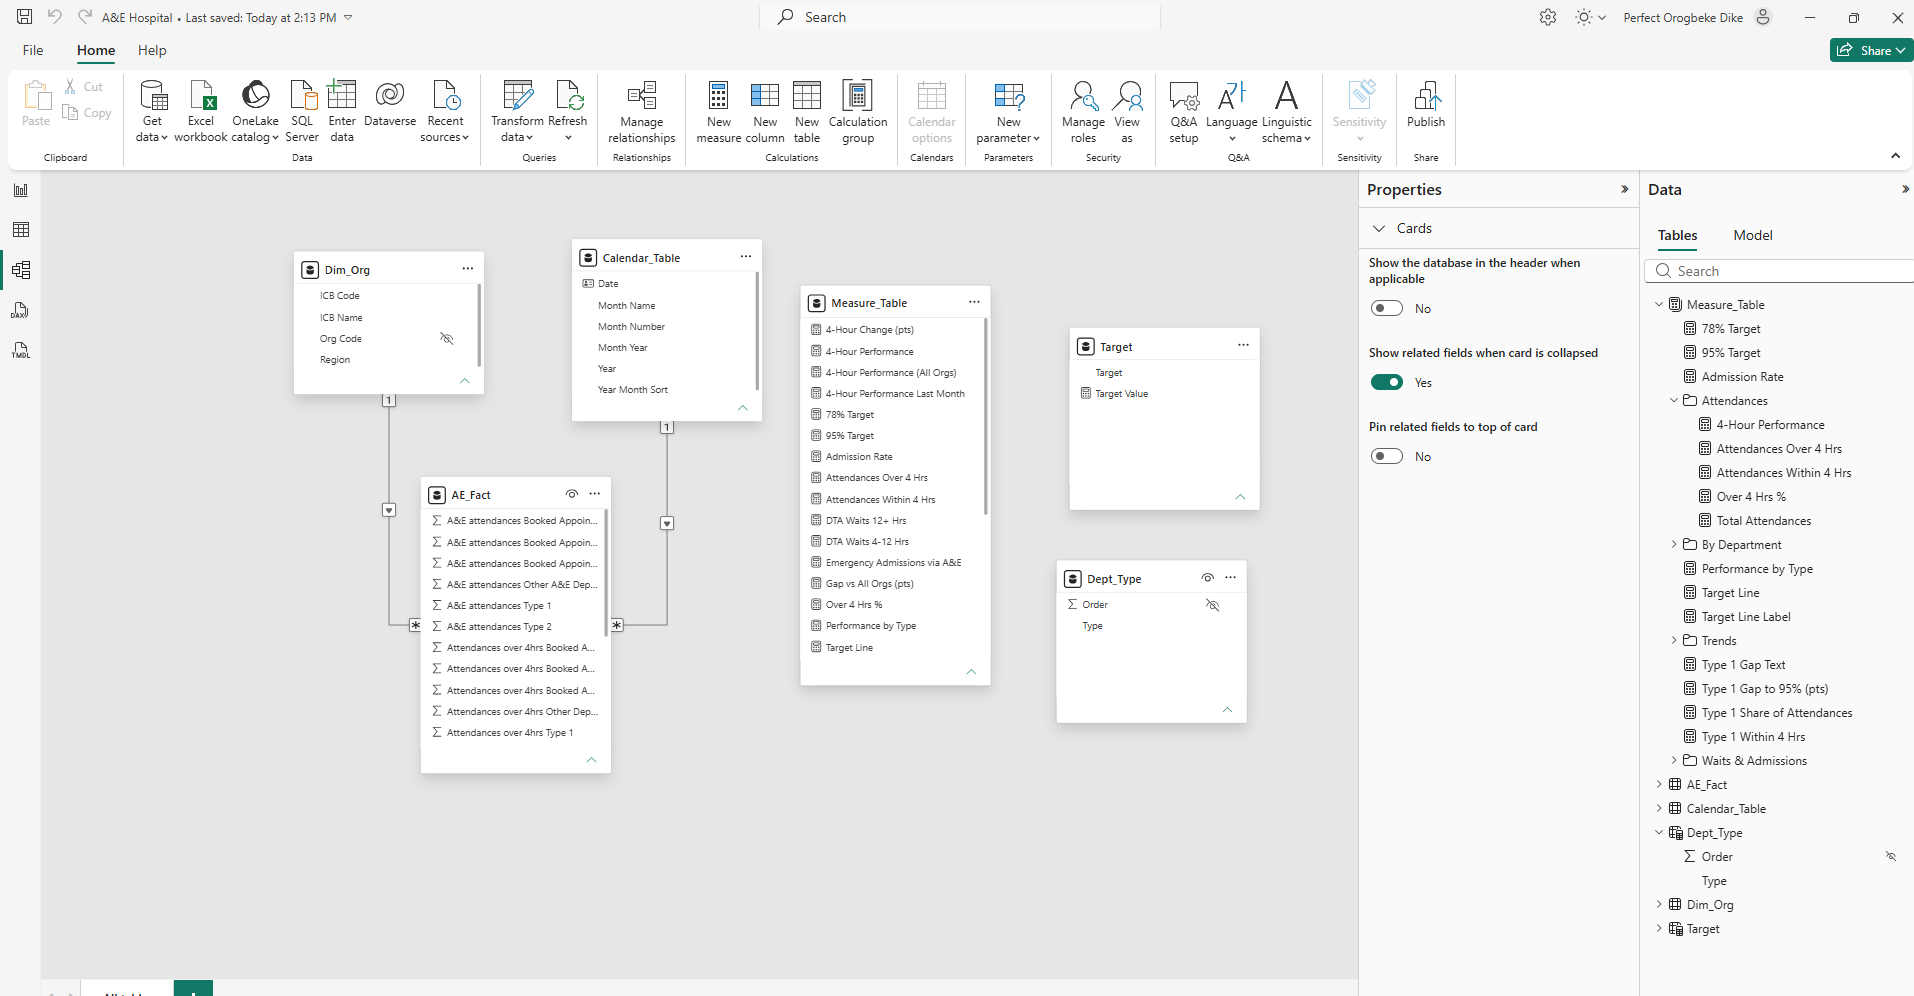 A&E Hospital • Last saved: Today at 2:13 PM
Search
Perfect Orogbeke Dike
File
Home
Help
Share
Paste
Cut
Copy
Clipboard
Get data
Excel workbook
OneLake catalog
SQL Server
Enter data
Dataverse
Recent sources
Data
Transform data
Refresh
Queries
Manage relationships
Relationships
New measure
New column
New table
Calculation group
Calculations
Calendar options
Calendars
New parameter
Parameters
Manage roles
View as
Security
Q&A setup
Language
Linguistic schema
Q&A
Sensitivity
Sensitivity
Publish
Share
DAX
TMDL
Dim_Org
ICB Code
ICB Name
Org Code
Region
1
Calendar_Table
Date
Month Name
Month Number
Month Year
Year
Year Month Sort
1
AE_Fact
A&E attendances Booked Appoin...
A&E attendances Booked Appoin...
A&E attendances Booked Appoin...
A&E attendances Other A&E Dep...
A&E attendances Type 1
A&E attendances Type 2
Attendances over 4hrs Booked A...
Attendances over 4hrs Booked A...
Attendances over 4hrs Booked A...
Attendances over 4hrs Other Dep...
Attendances over 4hrs Type 1
*
*
Measure_Table
4-Hour Change (pts)
4-Hour Performance
4-Hour Performance (All Orgs)
4-Hour Performance Last Month
78% Target
95% Target
Admission Rate
Attendances Over 4 Hrs
Attendances Within 4 Hrs
DTA Waits 12+ Hrs
DTA Waits 4-12 Hrs
Emergency Admissions via A&E
Gap vs All Orgs (pts)
Over 4 Hrs %
Performance by Type
Target Line
Target
Target
Target Value
Dept_Type
Order
Type
Properties
Cards
Show the database in the header when
applicable
No
Show related fields when card is collapsed
Yes
Pin related fields to top of card
No
Data
Tables
Model
Search
Measure_Table
78% Target
95% Target
Admission Rate
Attendances
4-Hour Performance
Attendances Over 4 Hrs
Attendances Within 4 Hrs
Over 4 Hrs %
Total Attendances
By Department
Performance by Type
Target Line
Target Line Label
Trends
Type 1 Gap Text
Type 1 Gap to 95% (pts)
Type 1 Share of Attendances
Type 1 Within 4 Hrs
Waits & Admissions
AE_Fact
Calendar_Table
Dept_Type
Order
Type
Dim_Org
Target